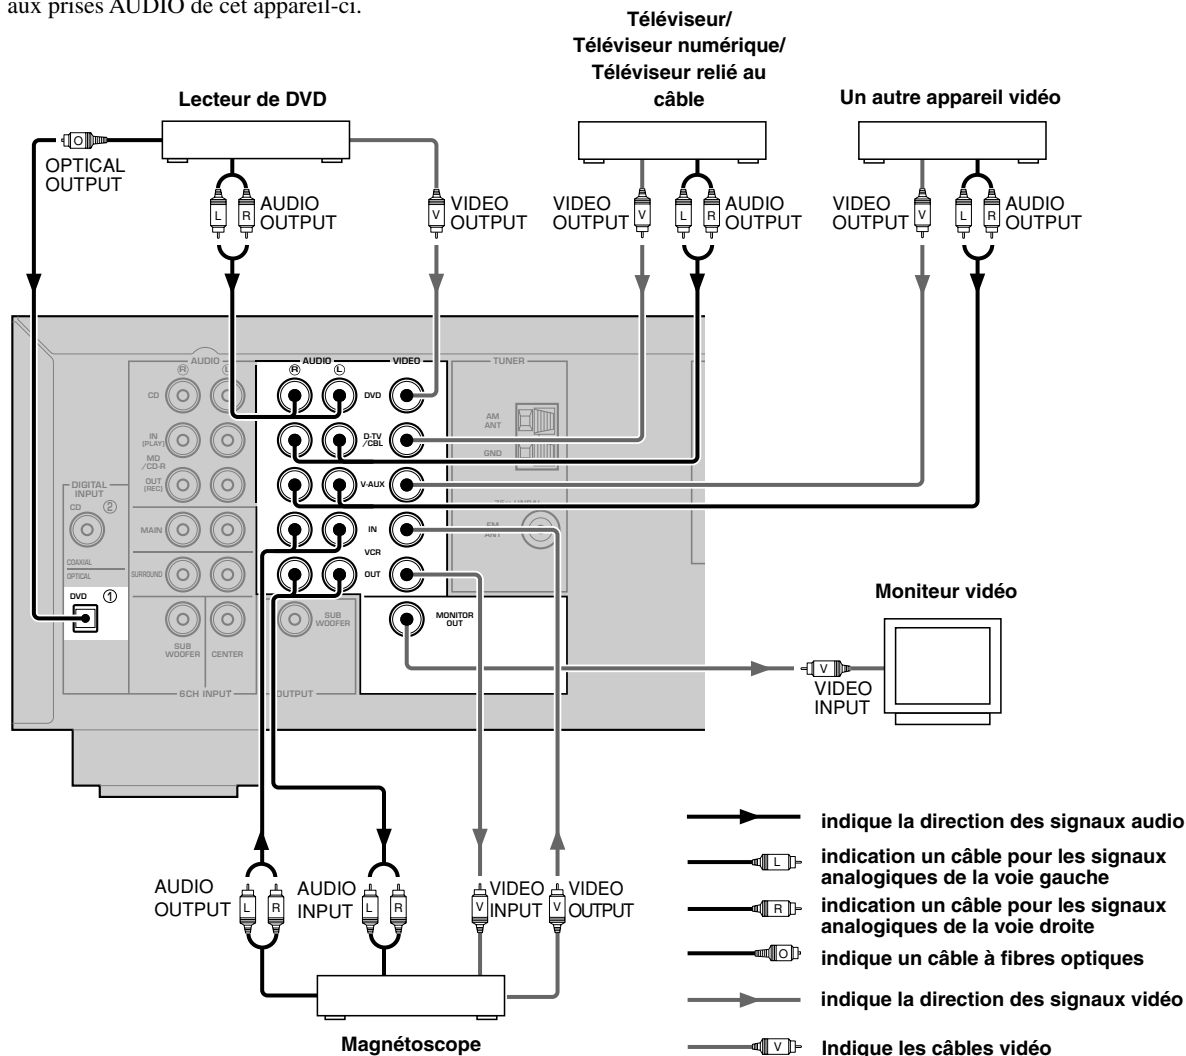 aux prises AUDIO de cet appareil-ci.
Téléviseur/
Téléviseur numérique/
Téléviseur relié au
câble
Lecteur de DVD
Un autre appareil vidéo
O
OPTICAL
OUTPUT
L
R
AUDIO
OUTPUT
V
VIDEO
OUTPUT
VIDEO
OUTPUT
V
L
R
AUDIO
OUTPUT
VIDEO
OUTPUT
V
L
R
AUDIO
OUTPUT
AUDIO
R
L
AUDIO
R
L
VIDEO
TUNER
CD
DVD
AM
ANT
IN
(PLAY)
MD
/CD-R
OUT
(REC)
D-TV
/CBL
GND
V-AUX
75Ω UNBAL.
DIGITAL
INPUT
CD
2
MAIN
IN
VCR
OUT
FM
ANT
COAXIAL
OPTICAL
SURROUND
DVD
1
SUB
WOOFER
CENTER
SUB
WOOFER
MONITOR
OUT
6CH INPUT
OUTPUT
Moniteur vidéo
V
VIDEO
INPUT
AUDIO
OUTPUT
L
R
AUDIO
INPUT
L
R
V
VIDEO
INPUT
V
VIDEO
OUTPUT
Magnétoscope
indique la direction des signaux audio
L
indication un câble pour les signaux
analogiques de la voie gauche
R
indication un câble pour les signaux
analogiques de la voie droite
O
indique un câble à fibres optiques
indique la direction des signaux vidéo
V
Indique les câbles vidéo